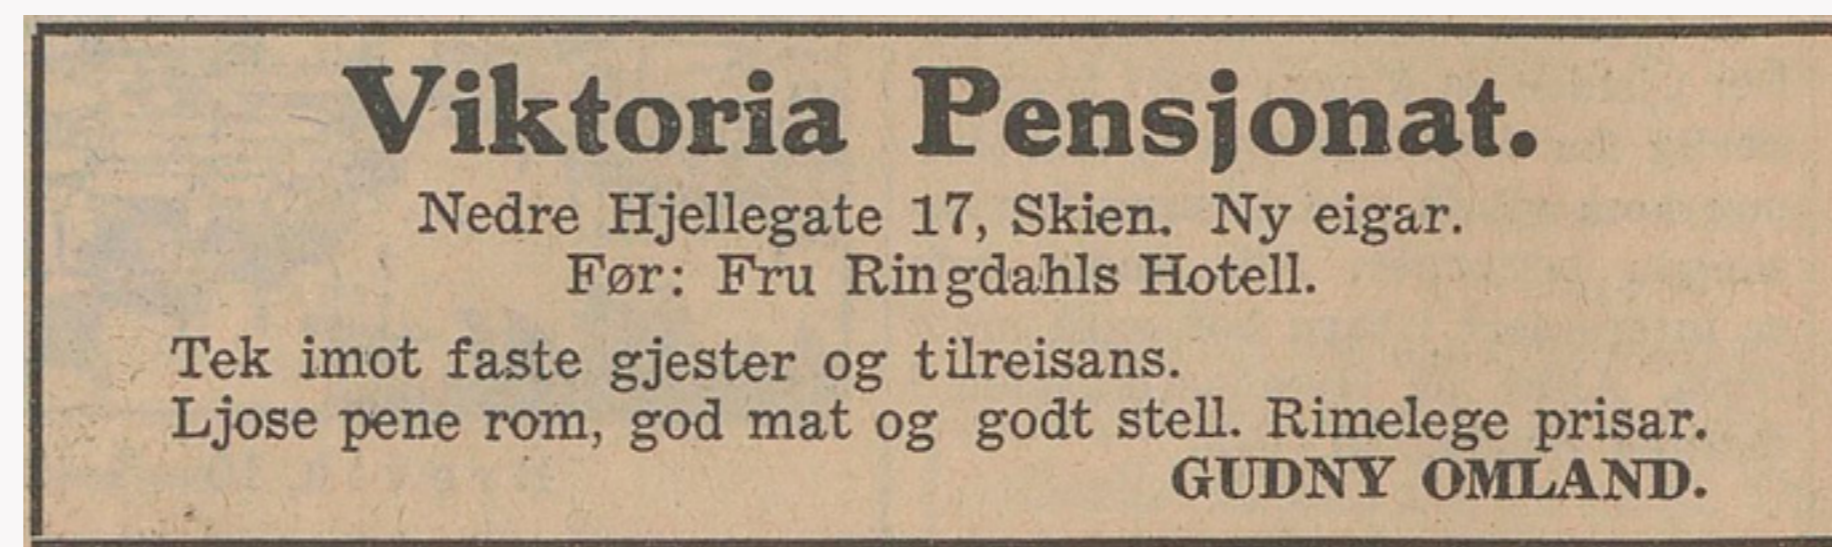 Viktoria Pensjonat.
Nedre Hjellegate 17, Skien. Ny eigar.
Før: Fru Ringdahls Hotell.
Tek imot faste gjester og tilreisans.
Ljose pene rom, god mat og godt stell. Rimelege prisar.
GUDNY OMLAND.